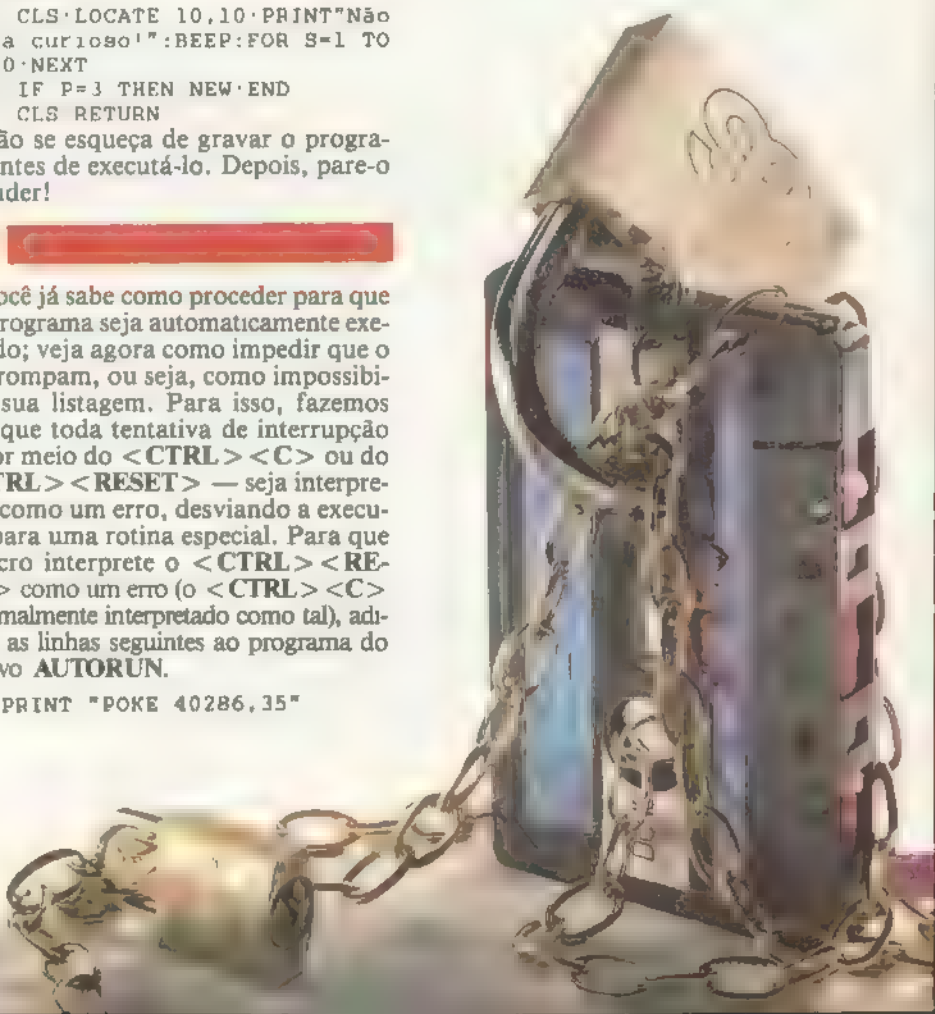 CLS:LOCATE 10,10:PRINT"Não
a curioso!":BEEP:FOR S=1 TO
0:NEXT
IF P=3 THEN NEW:END
CLS RETURN
ão se esqueça de gravar o progra-
ntes de executá-lo. Depois, pare-o
uder!
ocê já sabe como proceder para que
rograma seja automaticamente exe-
do; veja agora como impedir que o
rompam, ou seja, como impossibi-
sua listagem. Para isso, fazemos
que toda tentativa de interrupção
or meio do <CTRL><C> ou do
TRL><RESET> — seja interpre-
como um erro, desviando a execu-
para uma rotina especial. Para que
cro interprete o <CTRL><RE-
> como um erro (o <CTRL><C>
malmente interpretado como tal), adi-
as linhas seguintes ao programa do
vo AUTORUN.
PRINT "POKE 40286,35"